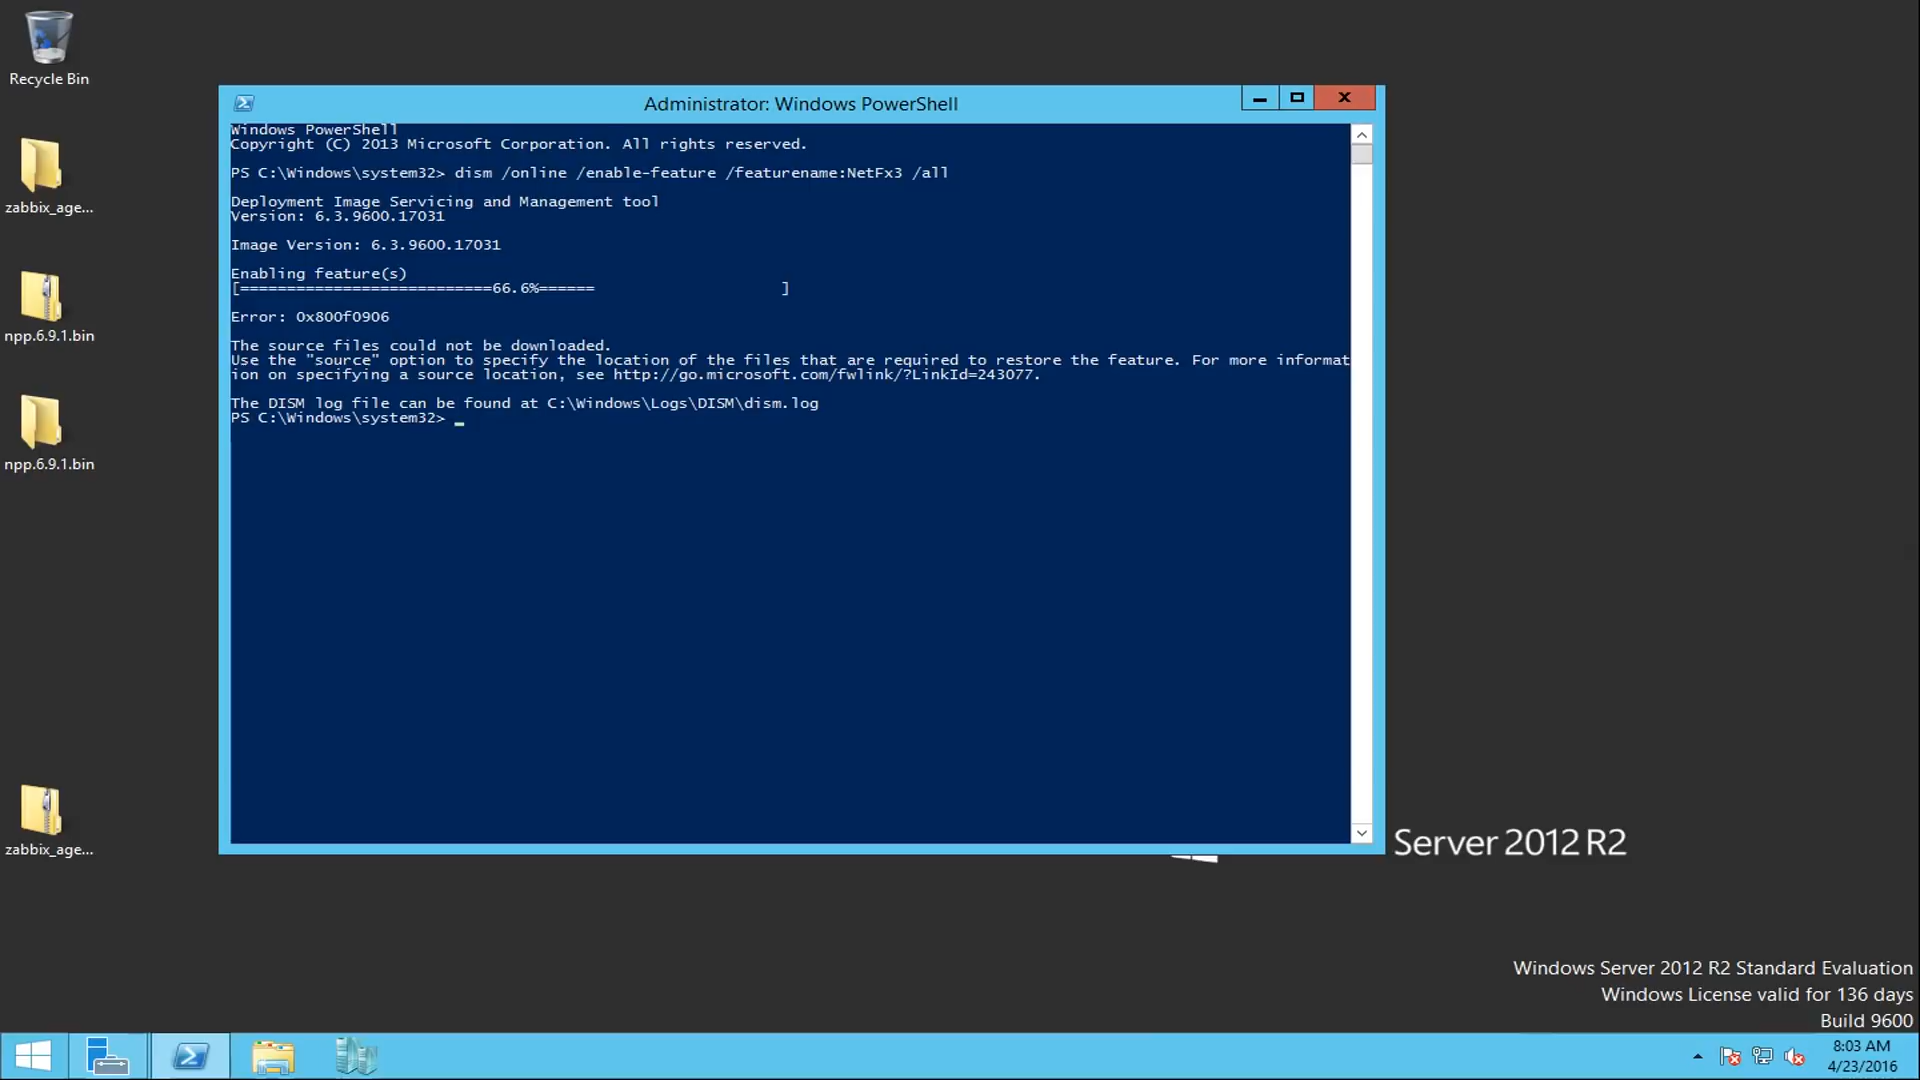 Recycle Bin
zabbix_age...
npp.6.9.1.bin
npp.6.9.1.bin
zabbix_age...
Administrator: Windows PowerShell
Windows PowerShell
Copyright (C) 2013 Microsoft Corporation. All rights reserved.
PS C:\Windows\system32> dism /online /enable-feature /featurename:NetFx3 /all
Deployment Image Servicing and Management tool
Version: 6.3.9600.17031
Image Version: 6.3.9600.17031
Enabling feature(s)
[===========================66.6%======                    ]
Error: 0x800f0906
The source files could not be downloaded.
Use the "source" option to specify the location of the files that are required to restore the feature. For more informat
ion on specifying a source location, see http://go.microsoft.com/fwlink/?LinkId=243077.
The DISM log file can be found at C:\Windows\Logs\DISM\dism.log
PS C:\Windows\system32> _
Server 2012 R2
Windows Server 2012 R2 Standard Evaluation
Windows License valid for 136 days
Build 9600
8:03 AM
4/23/2016